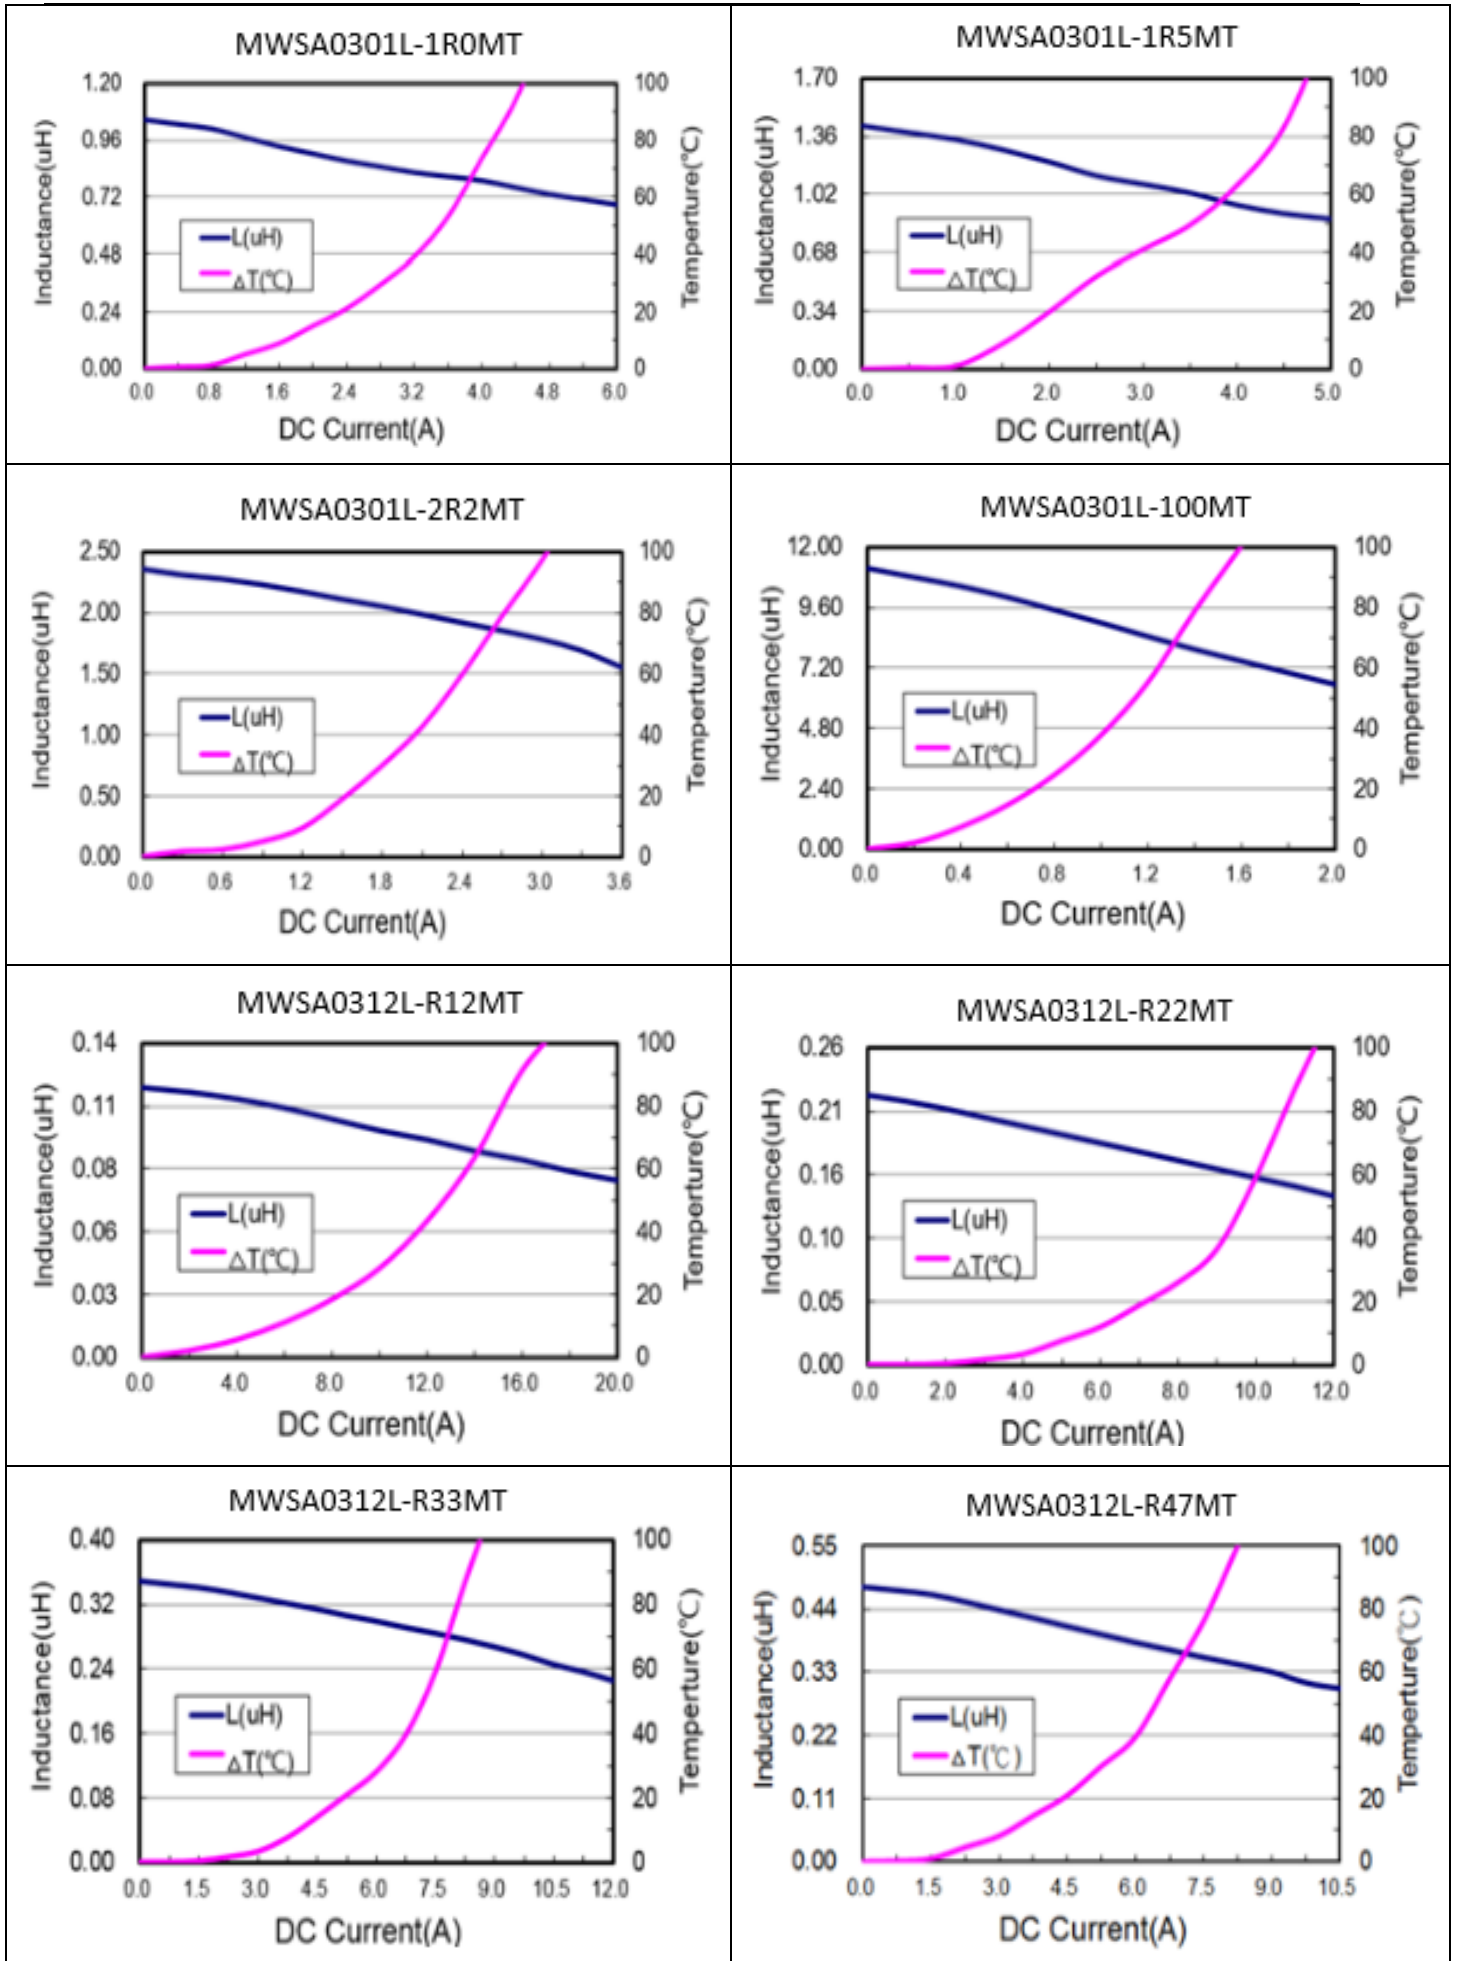 MWSA0301L-1R0MT
1.20 100
0.96 80
0.72 60
0.48 40
0.24 20
0.00 0
Inductance(uH)
Temperture(℃)
L(uH)
ΔT(℃)
0.0 0.8 1.6 2.4 3.2 4.0 4.8 6.0
DC Current(A)
MWSA0301L-1R5MT
1.70 100
1.36 80
1.02 60
0.68 40
0.34 20
0.00 0
Inductance(uH)
Temperture(℃)
L(uH)
△T(℃)
0.0 1.0 2.0 3.0 4.0 5.0
DC Current(A)
MWSA0301L-2R2MT
2.50 100
2.00 80
1.50 60
1.00 40
0.50 20
0.00 0
Inductance(uH)
Temperture(℃)
L(uH)
ΔT(℃)
0.0 0.6 1.2 1.8 2.4 3.0 3.6
DC Current(A)
MWSA0301L-100MT
12.00 100
9.60 80
7.20 60
4.80 40
2.40 20
0.00 0
Inductance(uH)
Temperture(℃)
L(uH)
△T(℃)
0.0 0.4 0.8 1.2 1.6 2.0
DC Current(A)
MWSA0312L-R12MT
0.14 100
0.11 80
0.08 60
0.06 40
0.03 20
0.00 0
Inductance(uH)
Temperture(℃)
L(uH)
△T(℃)
0.0 4.0 8.0 12.0 16.0 20.0
DC Current(A)
MWSA0312L-R22MT
0.26 100
0.21 80
0.16 60
0.10 40
0.05 20
0.00 0
Inductance(uH)
Temperture(℃)
L(uH)
△T(℃)
0.0 2.0 4.0 6.0 8.0 10.0 12.0
DC Current(A)
MWSA0312L-R33MT
0.40 100
0.32 80
0.24 60
0.16 40
0.08 20
0.00 0
Inductance(uH)
Temperture(℃)
L(uH)
ΔT(℃)
0.0 1.5 3.0 4.5 6.0 7.5 9.0 10.5 12.0
DC Current(A)
MWSA0312L-R47MT
0.55 100
0.44 80
0.33 60
0.22 40
0.11 20
0.00 0
Inductance(uH)
Temperture(℃)
L(uH)
ΔT(℃)
0.0 1.5 3.0 4.5 6.0 7.5 9.0 10.5
DC Current(A)